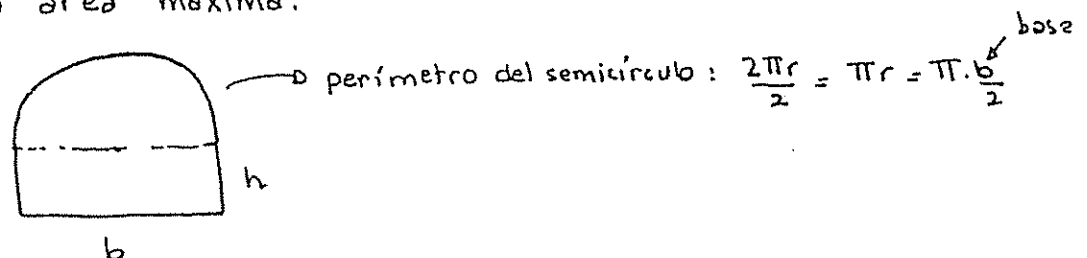 área máxima.
base
perímetro del semicírculo: 2πr/2 = πr = π.b/2
h
b